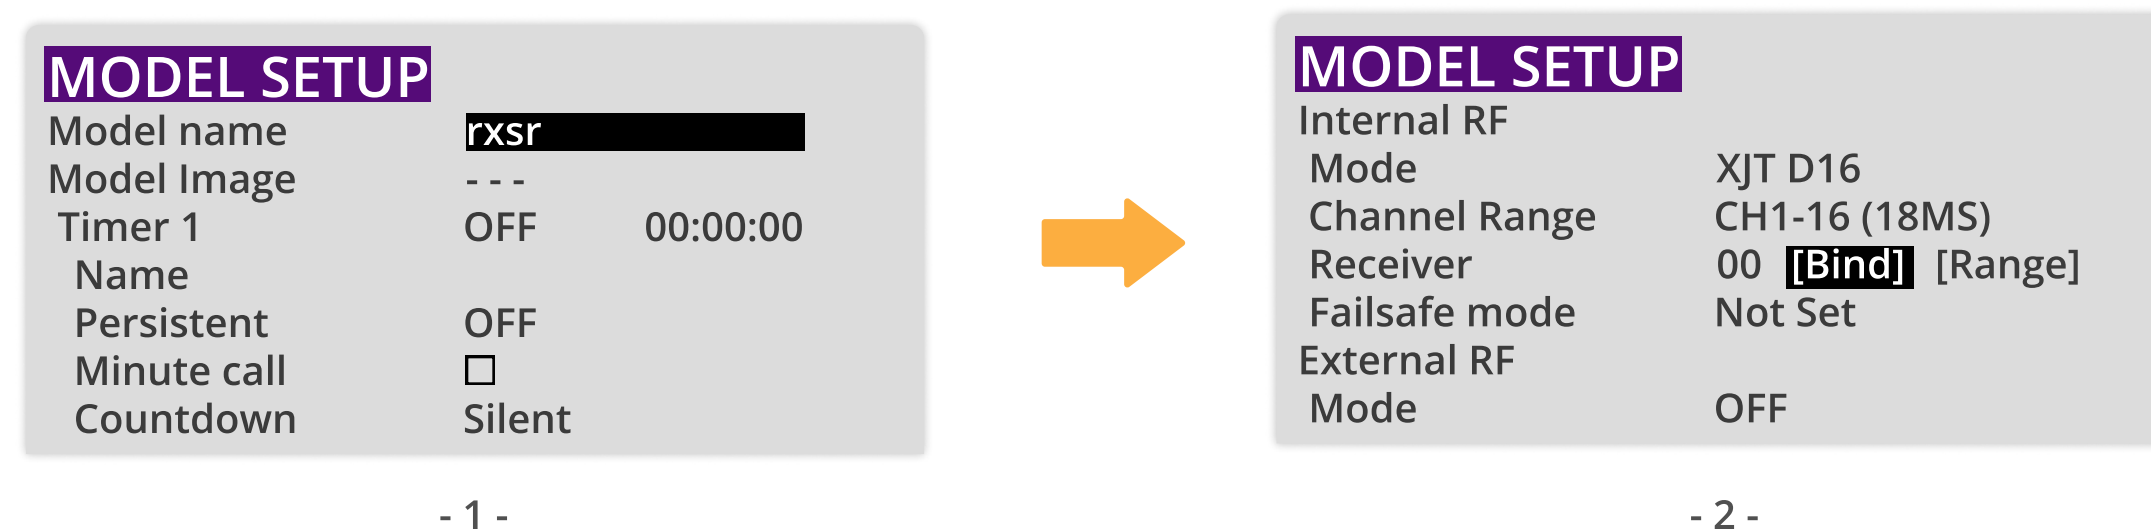 MODEL SETUP
Model name rxsr
Model Image - - -
Timer 1 OFF 00:00:00
Name
Persistent OFF
Minute call
Countdown Silent
- 1 -
MODEL SETUP
Internal RF
Mode XJT D16
Channel Range CH1-16 (18MS)
Receiver 00 [Bind] [Range]
Failsafe mode Not Set
External RF
Mode OFF
- 2 -